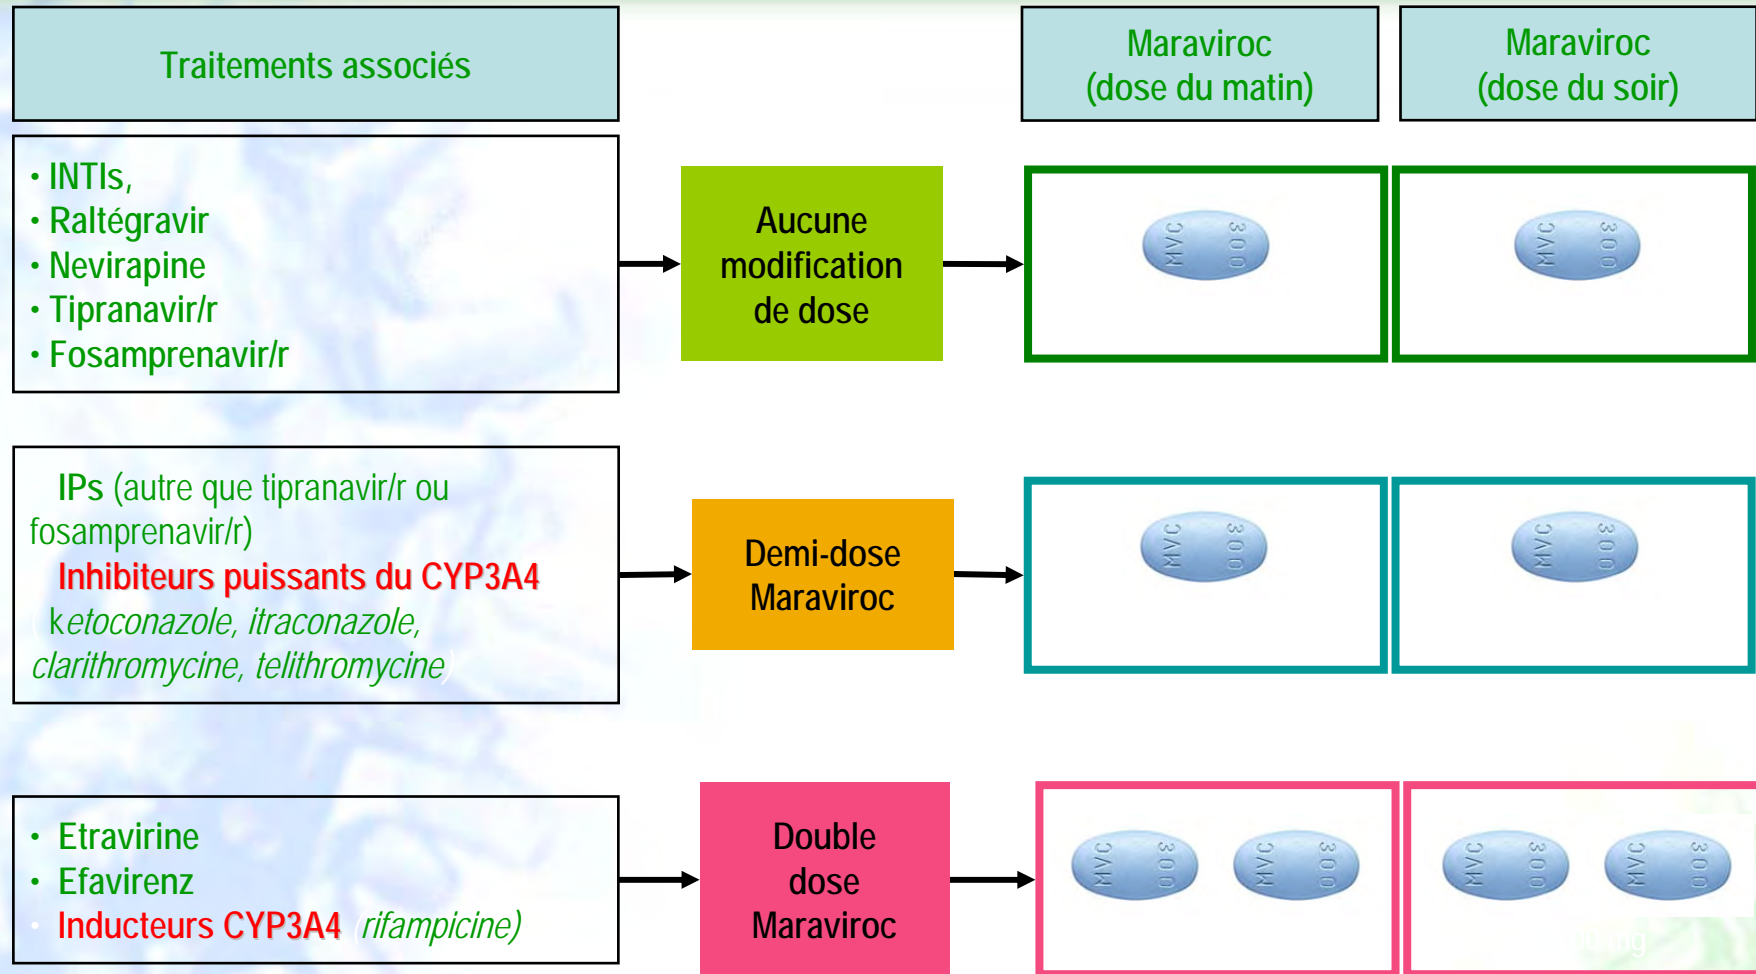 Traitements associés
Maraviroc
(dose du matin)
Maraviroc
(dose du soir)
• INTIs,
• Raltégravir
• Nevirapine
• Tipranavir/r
• Fosamprenavir/r
Aucune
modification
de dose
MVC 300
MVC 300
IPs (autre que tipranavir/r ou
fosamprenavir/r)
Inhibiteurs puissants du CYP3A4
( ketoconazole, itraconazole,
clarithromycine, telithromycine)
Demi-dose
Maraviroc
MVC 300
MVC 300
• Etravirine
• Efavirenz
• Inducteurs CYP3A4 (rifampicine)
Double
dose
Maraviroc
MVC 300 MVC 300
MVC 300 MVC 300
mg